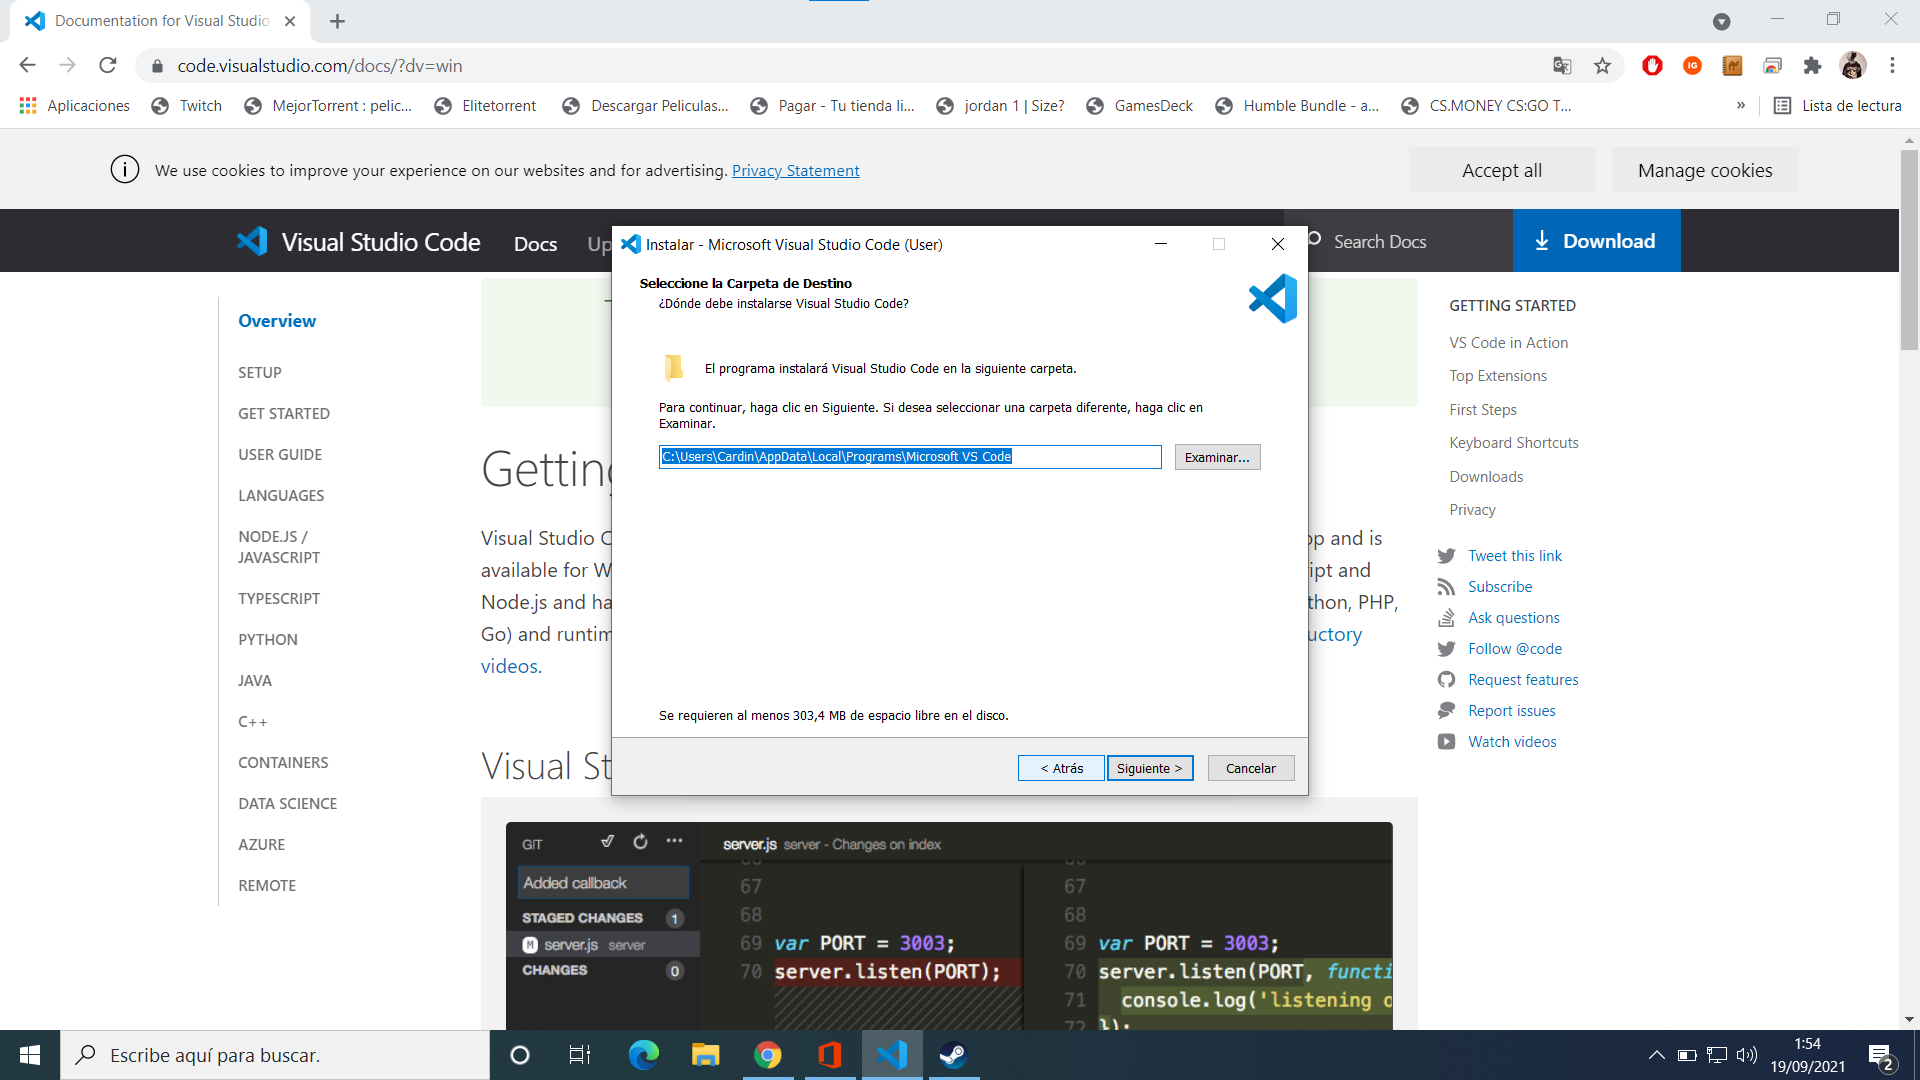 Documentation for Visual Studio
code.visualstudio.com/docs/?dv=win
Aplicaciones
Twitch
MejorTorrent : pelic...
Elitetorrent
Descargar Peliculas...
Pagar - Tu tienda li...
jordan 1 | Size?
GamesDeck
Humble Bundle - a...
CS.MONEY CS:GO T...
»
Lista de lectura
We use cookies to improve your experience on our websites and for advertising. Privacy Statement
Accept all
Manage cookies
Visual Studio Code
Docs
Up
Search Docs
Download
Overview
SETUP
GET STARTED
USER GUIDE
LANGUAGES
NODE.JS /
JAVASCRIPT
TYPESCRIPT
PYTHON
JAVA
C++
CONTAINERS
DATA SCIENCE
AZURE
REMOTE
Instalar - Microsoft Visual Studio Code (User)
Seleccione la Carpeta de Destino
¿Dónde debe instalarse Visual Studio Code?
El programa instalará Visual Studio Code en la siguiente carpeta.
Para continuar, haga clic en Siguiente. Si desea seleccionar una carpeta diferente, haga clic en
Examinar.
C:\Users\Cardin\AppData\Local\Programs\Microsoft VS Code
Examinar...
Se requieren al menos 303,4 MB de espacio libre en el disco.
< Atrás
Siguiente >
Cancelar
Getting
Visual Studio C
op and is
available for W
ipt and
Node.js and ha
thon, PHP,
Go) and runtim
uctory
videos.
Visual St
GETTING STARTED
VS Code in Action
Top Extensions
First Steps
Keyboard Shortcuts
Downloads
Privacy
Tweet this link
Subscribe
Ask questions
Follow @code
Request features
Report issues
Watch videos
GIT
Added callback
STAGED CHANGES 1
M server.js server
CHANGES 0
server.js server - Changes on index
67
68
69 var PORT = 3003;
70 server.listen(PORT);
67
68
69 var PORT = 3003;
70 server.listen(PORT, functi
71 console.log('listening o
72 });
Escribe aquí para buscar.
1:54
19/09/2021
2